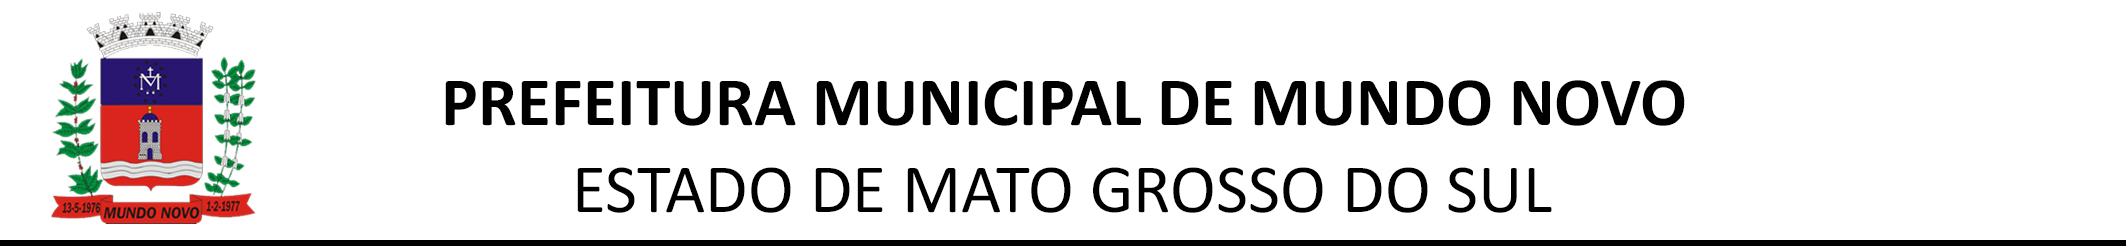 PREFEITURA MUNICIPAL DE MUNDO NOVO
ESTADO DE MATO GROSSO DO SUL
M
13-5-1976 MUNDO NOVO 1-2-1977